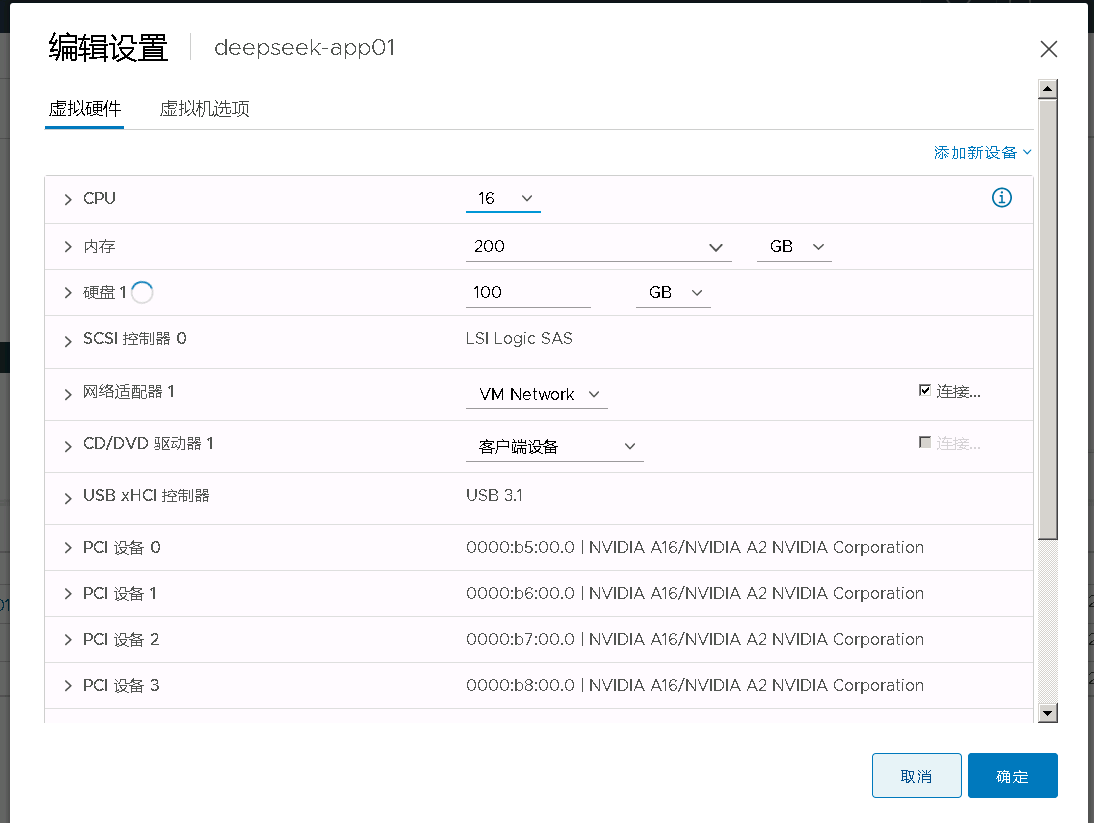 编辑设置 deepseek-app01
虚拟硬件 虚拟机选项
添加新设备
CPU 16
内存 200 GB
硬盘 1 100 GB
SCSI 控制器 0 LSI Logic SAS
网络适配器 1 VM Network 连接...
CD/DVD 驱动器 1 客户端设备 连接...
USB xHCI 控制器 USB 3.1
PCI 设备 0 0000:b5:00.0 | NVIDIA A16/NVIDIA A2 NVIDIA Corporation
PCI 设备 1 0000:b6:00.0 | NVIDIA A16/NVIDIA A2 NVIDIA Corporation
PCI 设备 2 0000:b7:00.0 | NVIDIA A16/NVIDIA A2 NVIDIA Corporation
PCI 设备 3 0000:b8:00.0 | NVIDIA A16/NVIDIA A2 NVIDIA Corporation
取消 确定